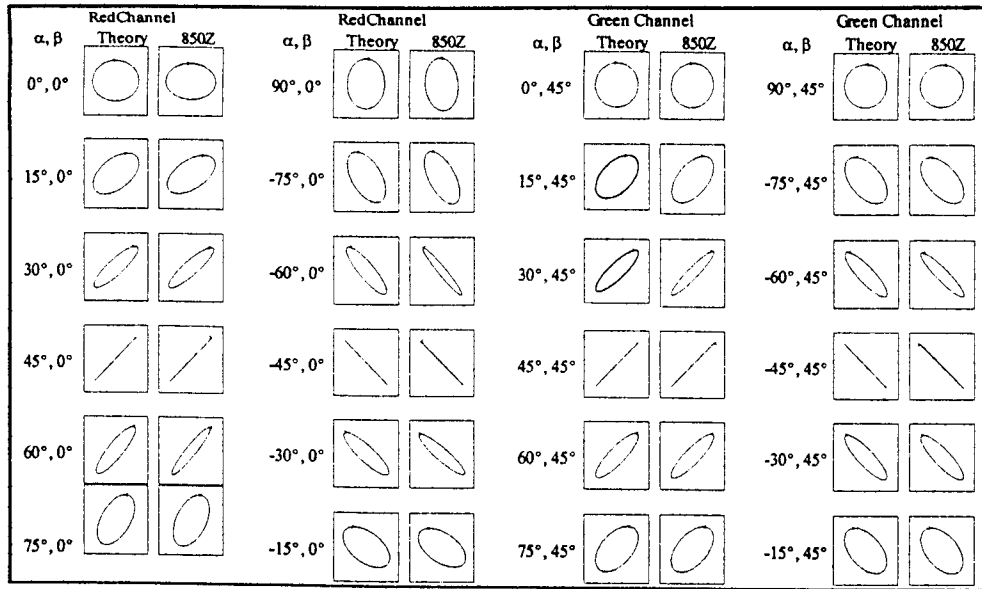 RedChannel RedChannel Green Channel Green Channel
α, β Theory 850Z α, β Theory 850Z α, β Theory 850Z α, β Theory 850Z
0°, 0° 90°, 0° 0°, 45° 90°, 45°
15°, 0° -75°, 0° 15°, 45° -75°, 45°
30°, 0° -60°, 0° 30°, 45° -60°, 45°
45°, 0° -45°, 0° 45°, 45° -45°, 45°
60°, 0° -30°, 0° 60°, 45° -30°, 45°
75°, 0° -15°, 0° 75°, 45° -15°, 45°